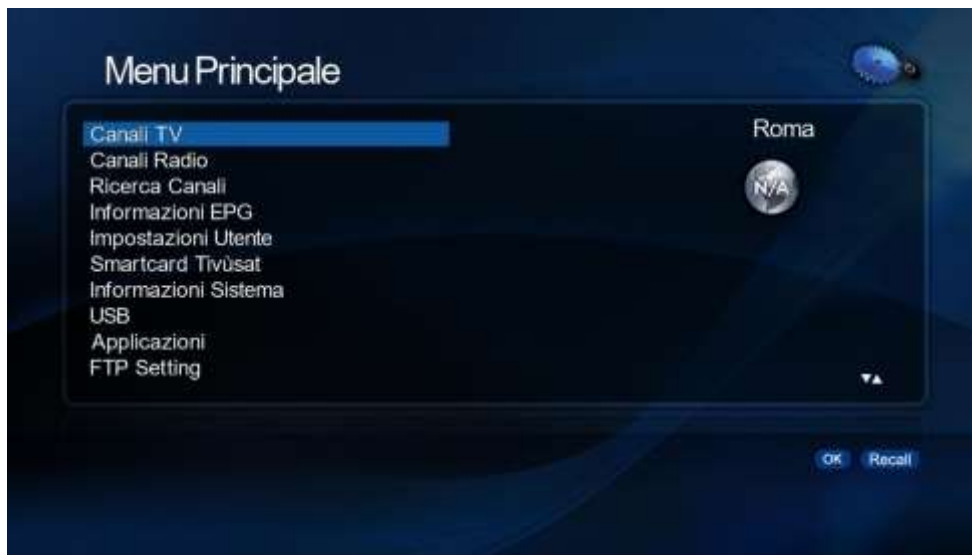 Menu Principale
Canali TV
Roma
Canali Radio
Ricerca Canali
N/A
Informazioni EPG
Impostazioni Utente
Smartcard Tivùsat
Informazioni Sistema
USB
Applicazioni
FTP Setting
OK Recall